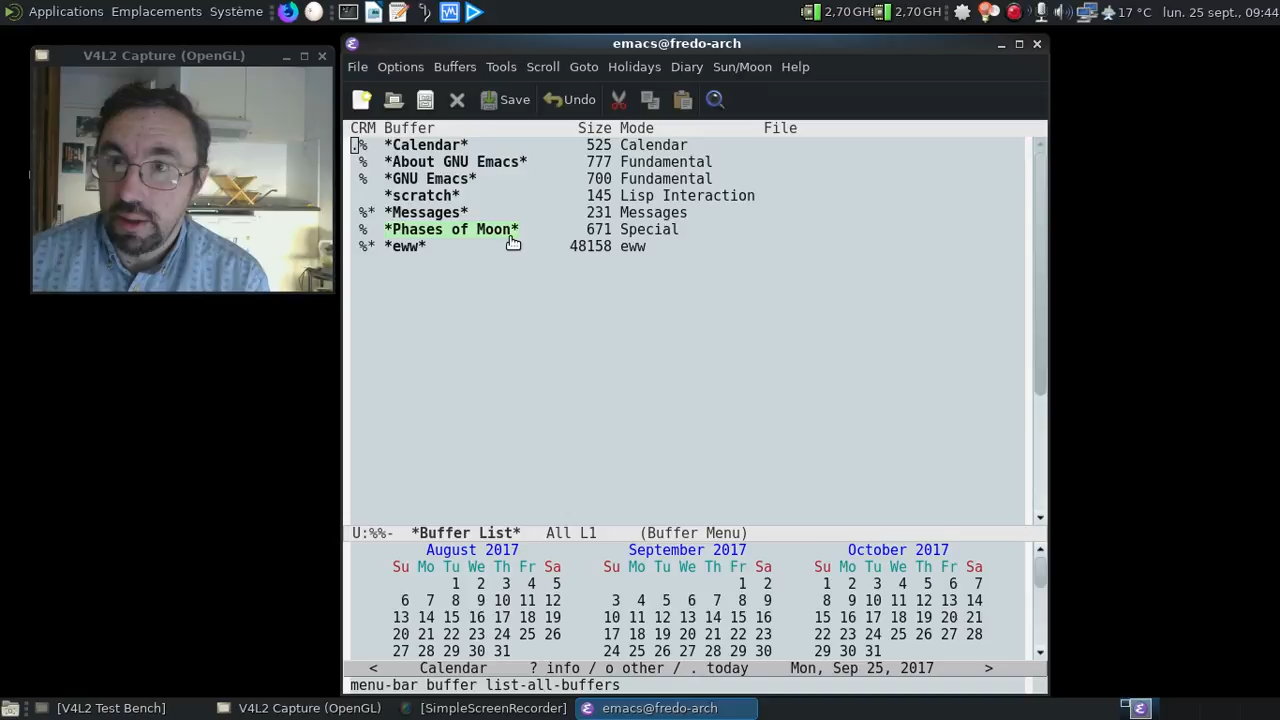 Applications Emplacements Système
2,70 GH 2,70 GH 17 °C lun. 25 sept., 09:44
V4L2 Capture (OpenGL)
emacs@fredo-arch
File Options Buffers Tools Scroll Goto Holidays Diary Sun/Moon Help
Save Undo
CRM Buffer Size Mode File
.% *Calendar* 525 Calendar
% *About GNU Emacs* 777 Fundamental
% *GNU Emacs* 700 Fundamental
*scratch* 145 Lisp Interaction
%* *Messages* 231 Messages
% *Phases of Moon* 671 Special
%* *eww* 48158 eww
U:%%- *Buffer List* All L1 (Buffer Menu)
August 2017 September 2017 October 2017
Su Mo Tu We Th Fr Sa Su Mo Tu We Th Fr Sa Su Mo Tu We Th Fr Sa
1 2 3 4 5 1 2 1 2 3 4 5 6 7
6 7 8 9 10 11 12 3 4 5 6 7 8 9 8 9 10 11 12 13 14
13 14 15 16 17 18 19 10 11 12 13 14 15 16 15 16 17 18 19 20 21
20 21 22 23 24 25 26 17 18 19 20 21 22 23 22 23 24 25 26 27 28
27 28 29 30 31 24 25 26 27 28 29 30 29 30 31
< Calendar ? info / o other / . today Mon, Sep 25, 2017 >
menu-bar buffer list-all-buffers
[V4L2 Test Bench] V4L2 Capture (OpenGL) [SimpleScreenRecorder] emacs@fredo-arch